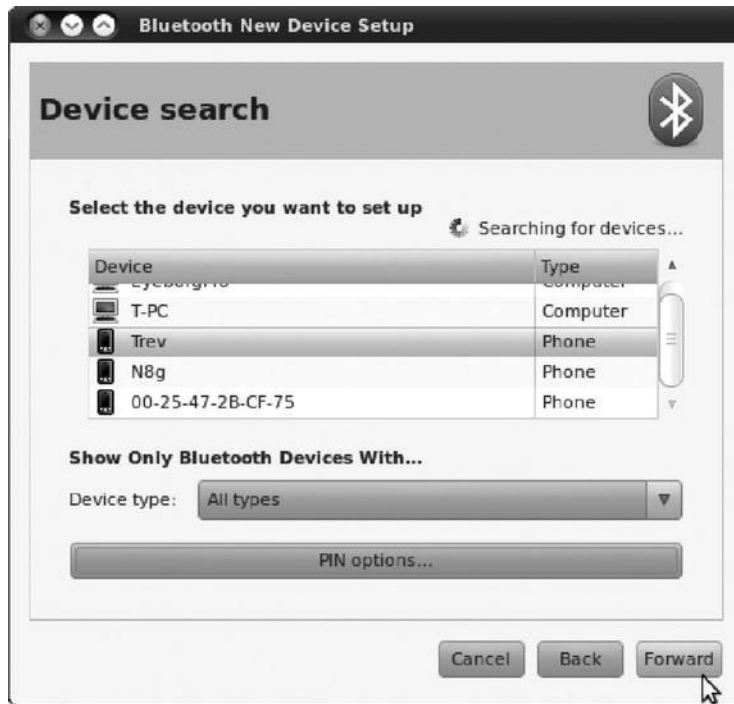 Bluetooth New Device Setup
Device search
Select the device you want to set up
Searching for devices...
Device Type
T-PC Computer
Trev Phone
N8g Phone
00-25-47-2B-CF-75 Phone
Show Only Bluetooth Devices With...
Device type: All types
PIN options...
Cancel Back Forward